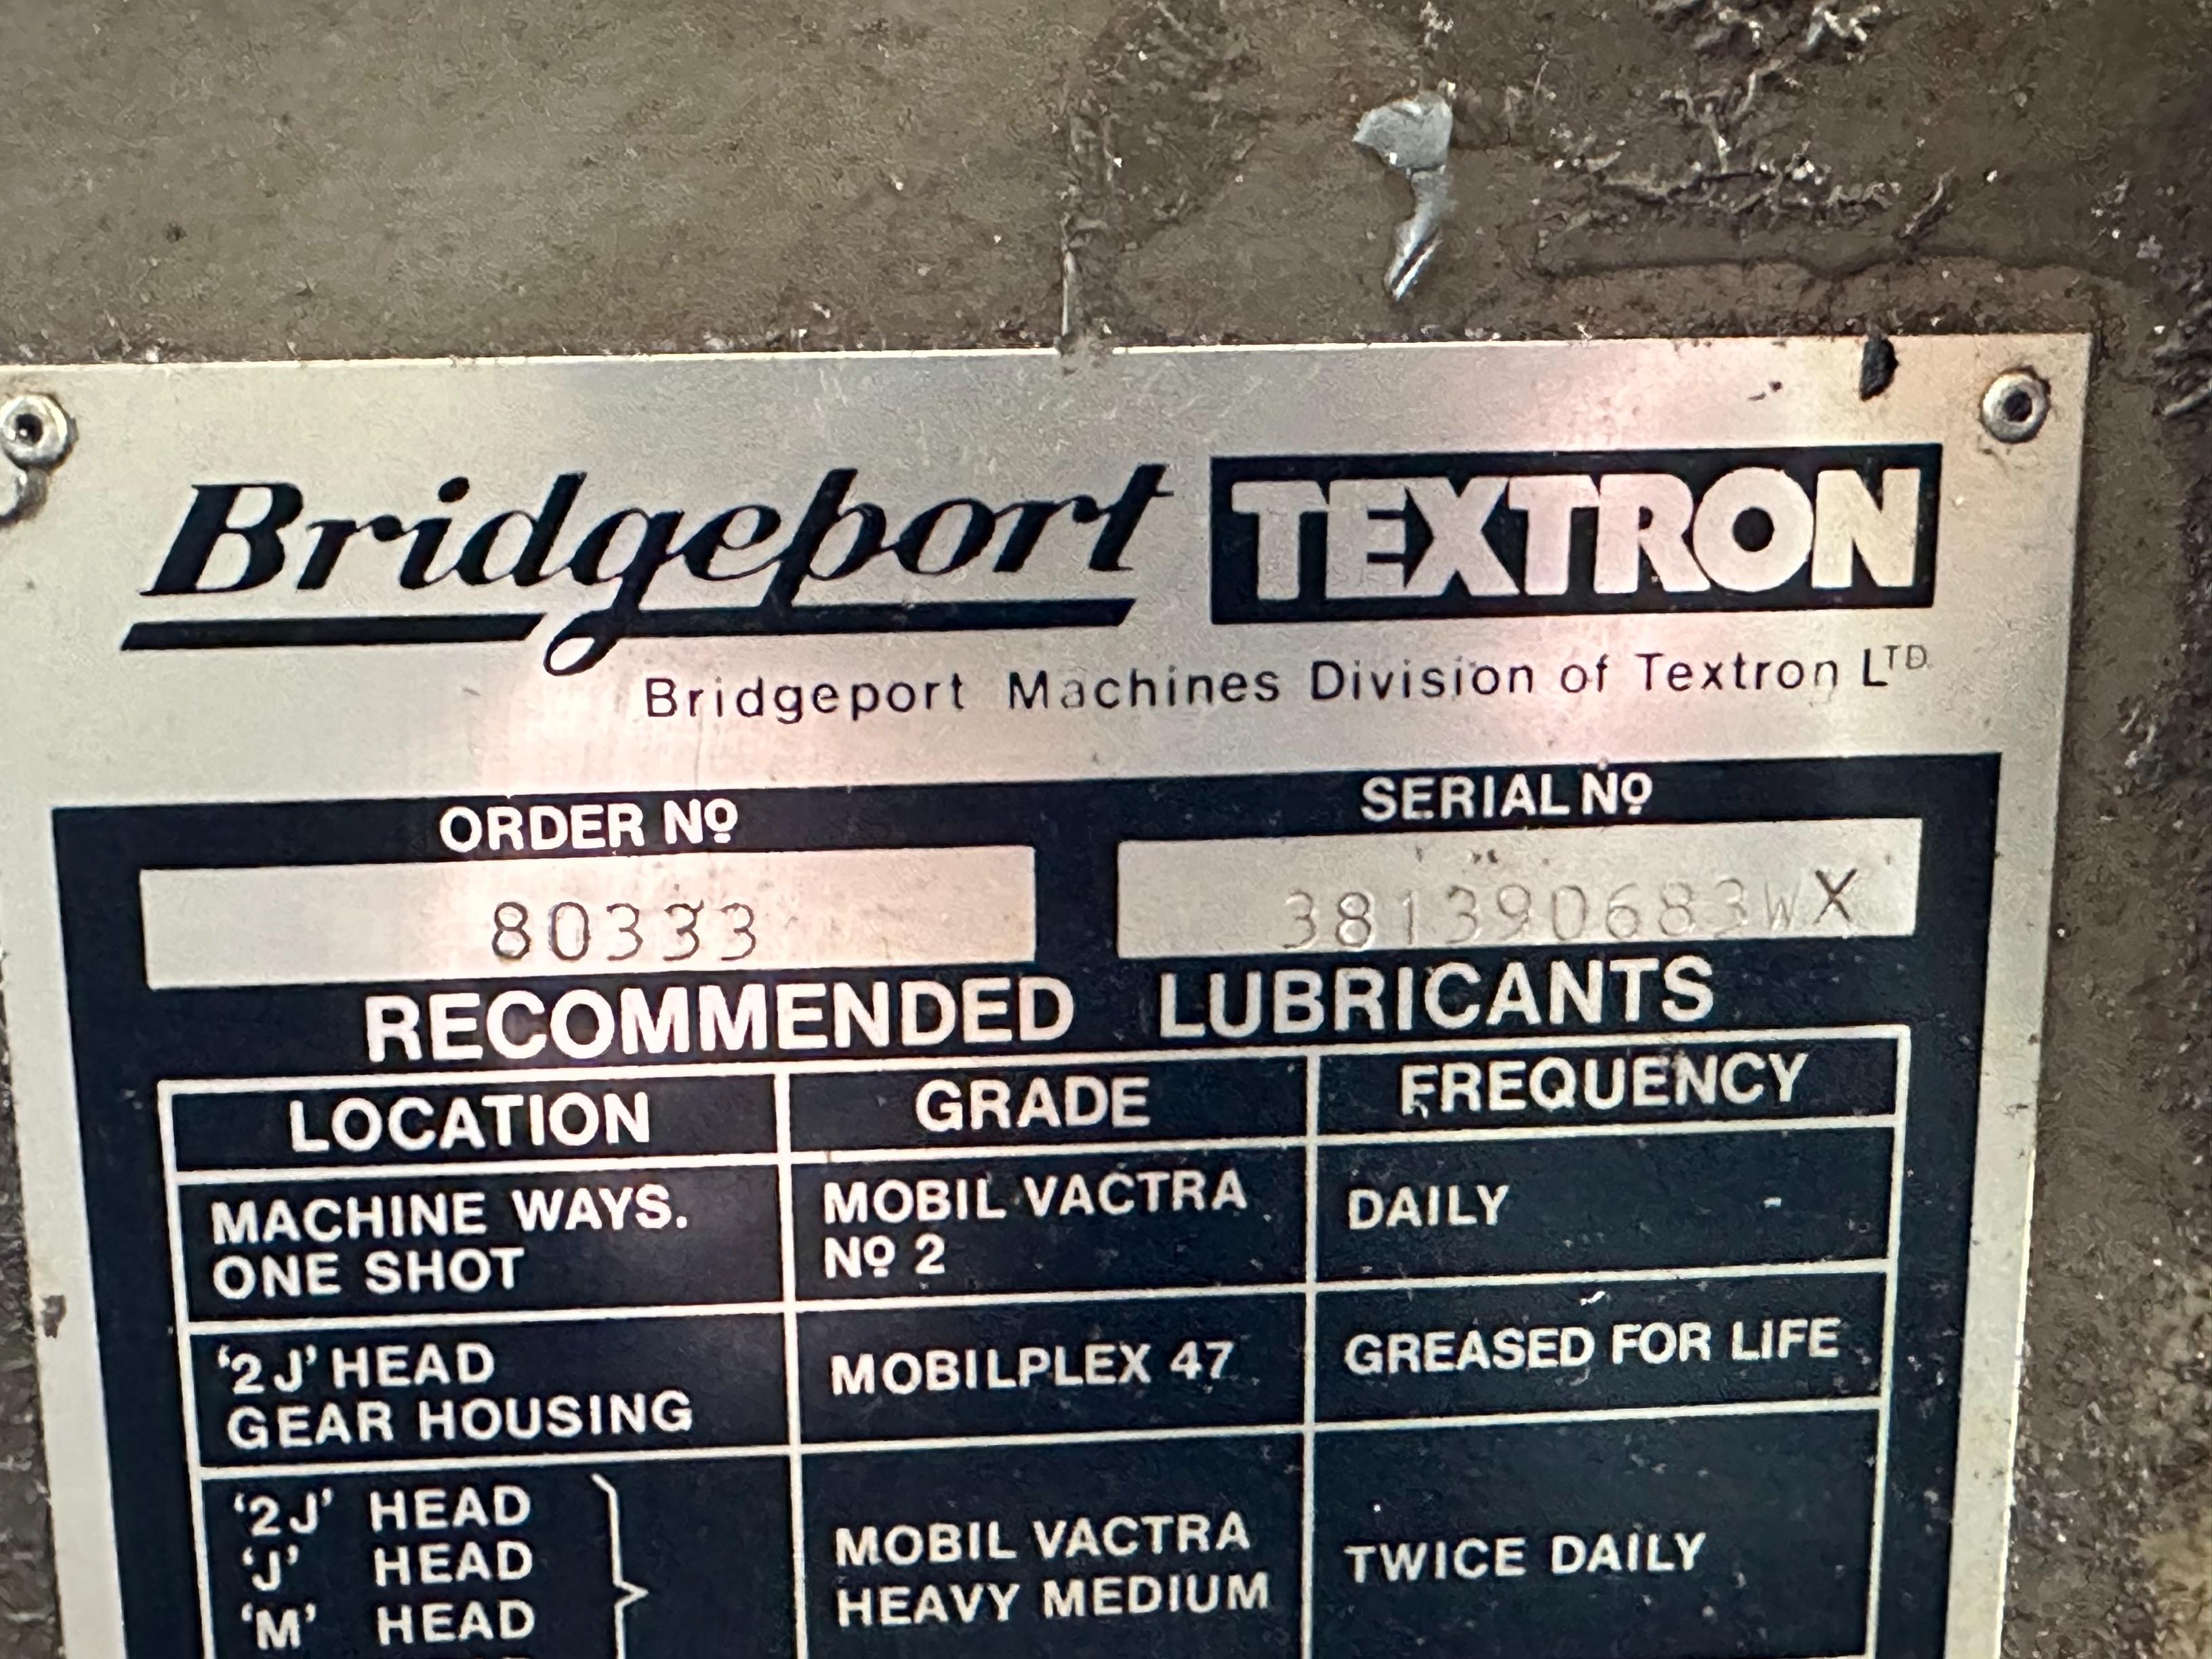 Bridgeport TEXTRON
Bridgeport Machines Division of Textron LTD
ORDER Nº SERIAL Nº
80333 381390683WX
RECOMMENDED LUBRICANTS
LOCATION GRADE FREQUENCY
MACHINE WAYS. ONE SHOT MOBIL VACTRA Nº 2 DAILY
'2J' HEAD GEAR HOUSING MOBILPLEX 47 GREASED FOR LIFE
'2J' HEAD
'J' HEAD
'M' HEAD
MOBIL VACTRA HEAVY MEDIUM TWICE DAILY